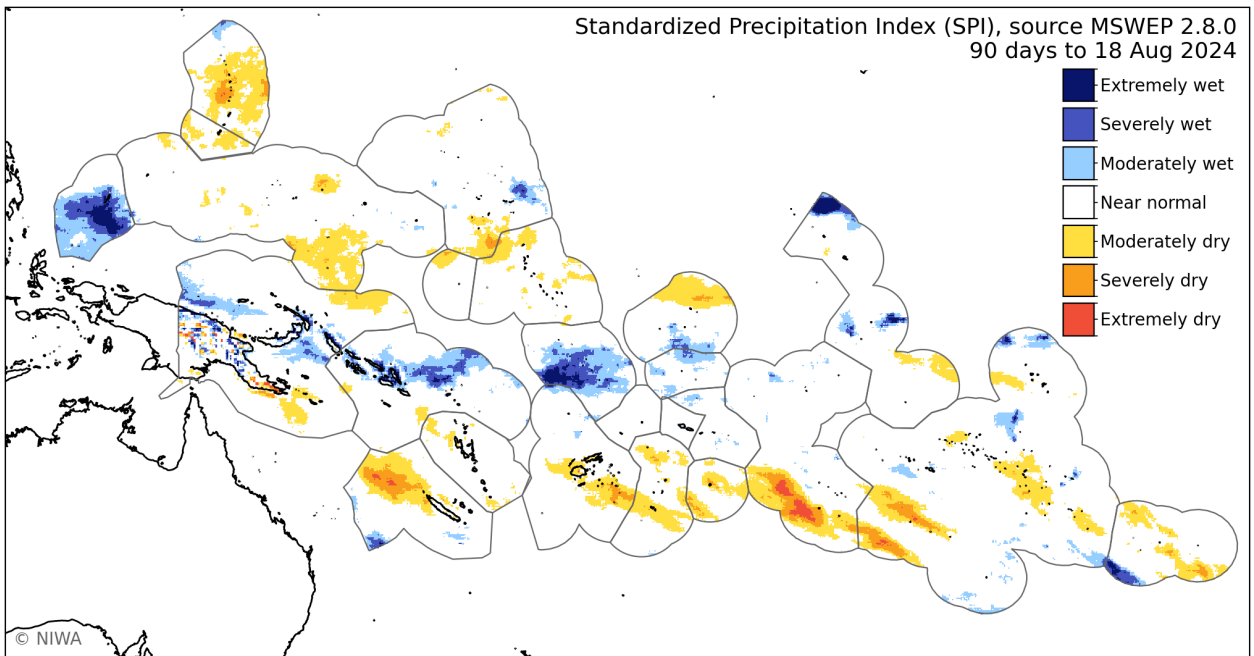 Standardized Precipitation Index (SPI), source MSWEP 2.8.0
90 days to 18 Aug 2024
Extremely wet
Severely wet
Moderately wet
Near normal
Moderately dry
Severely dry
Extremely dry
© NIWA